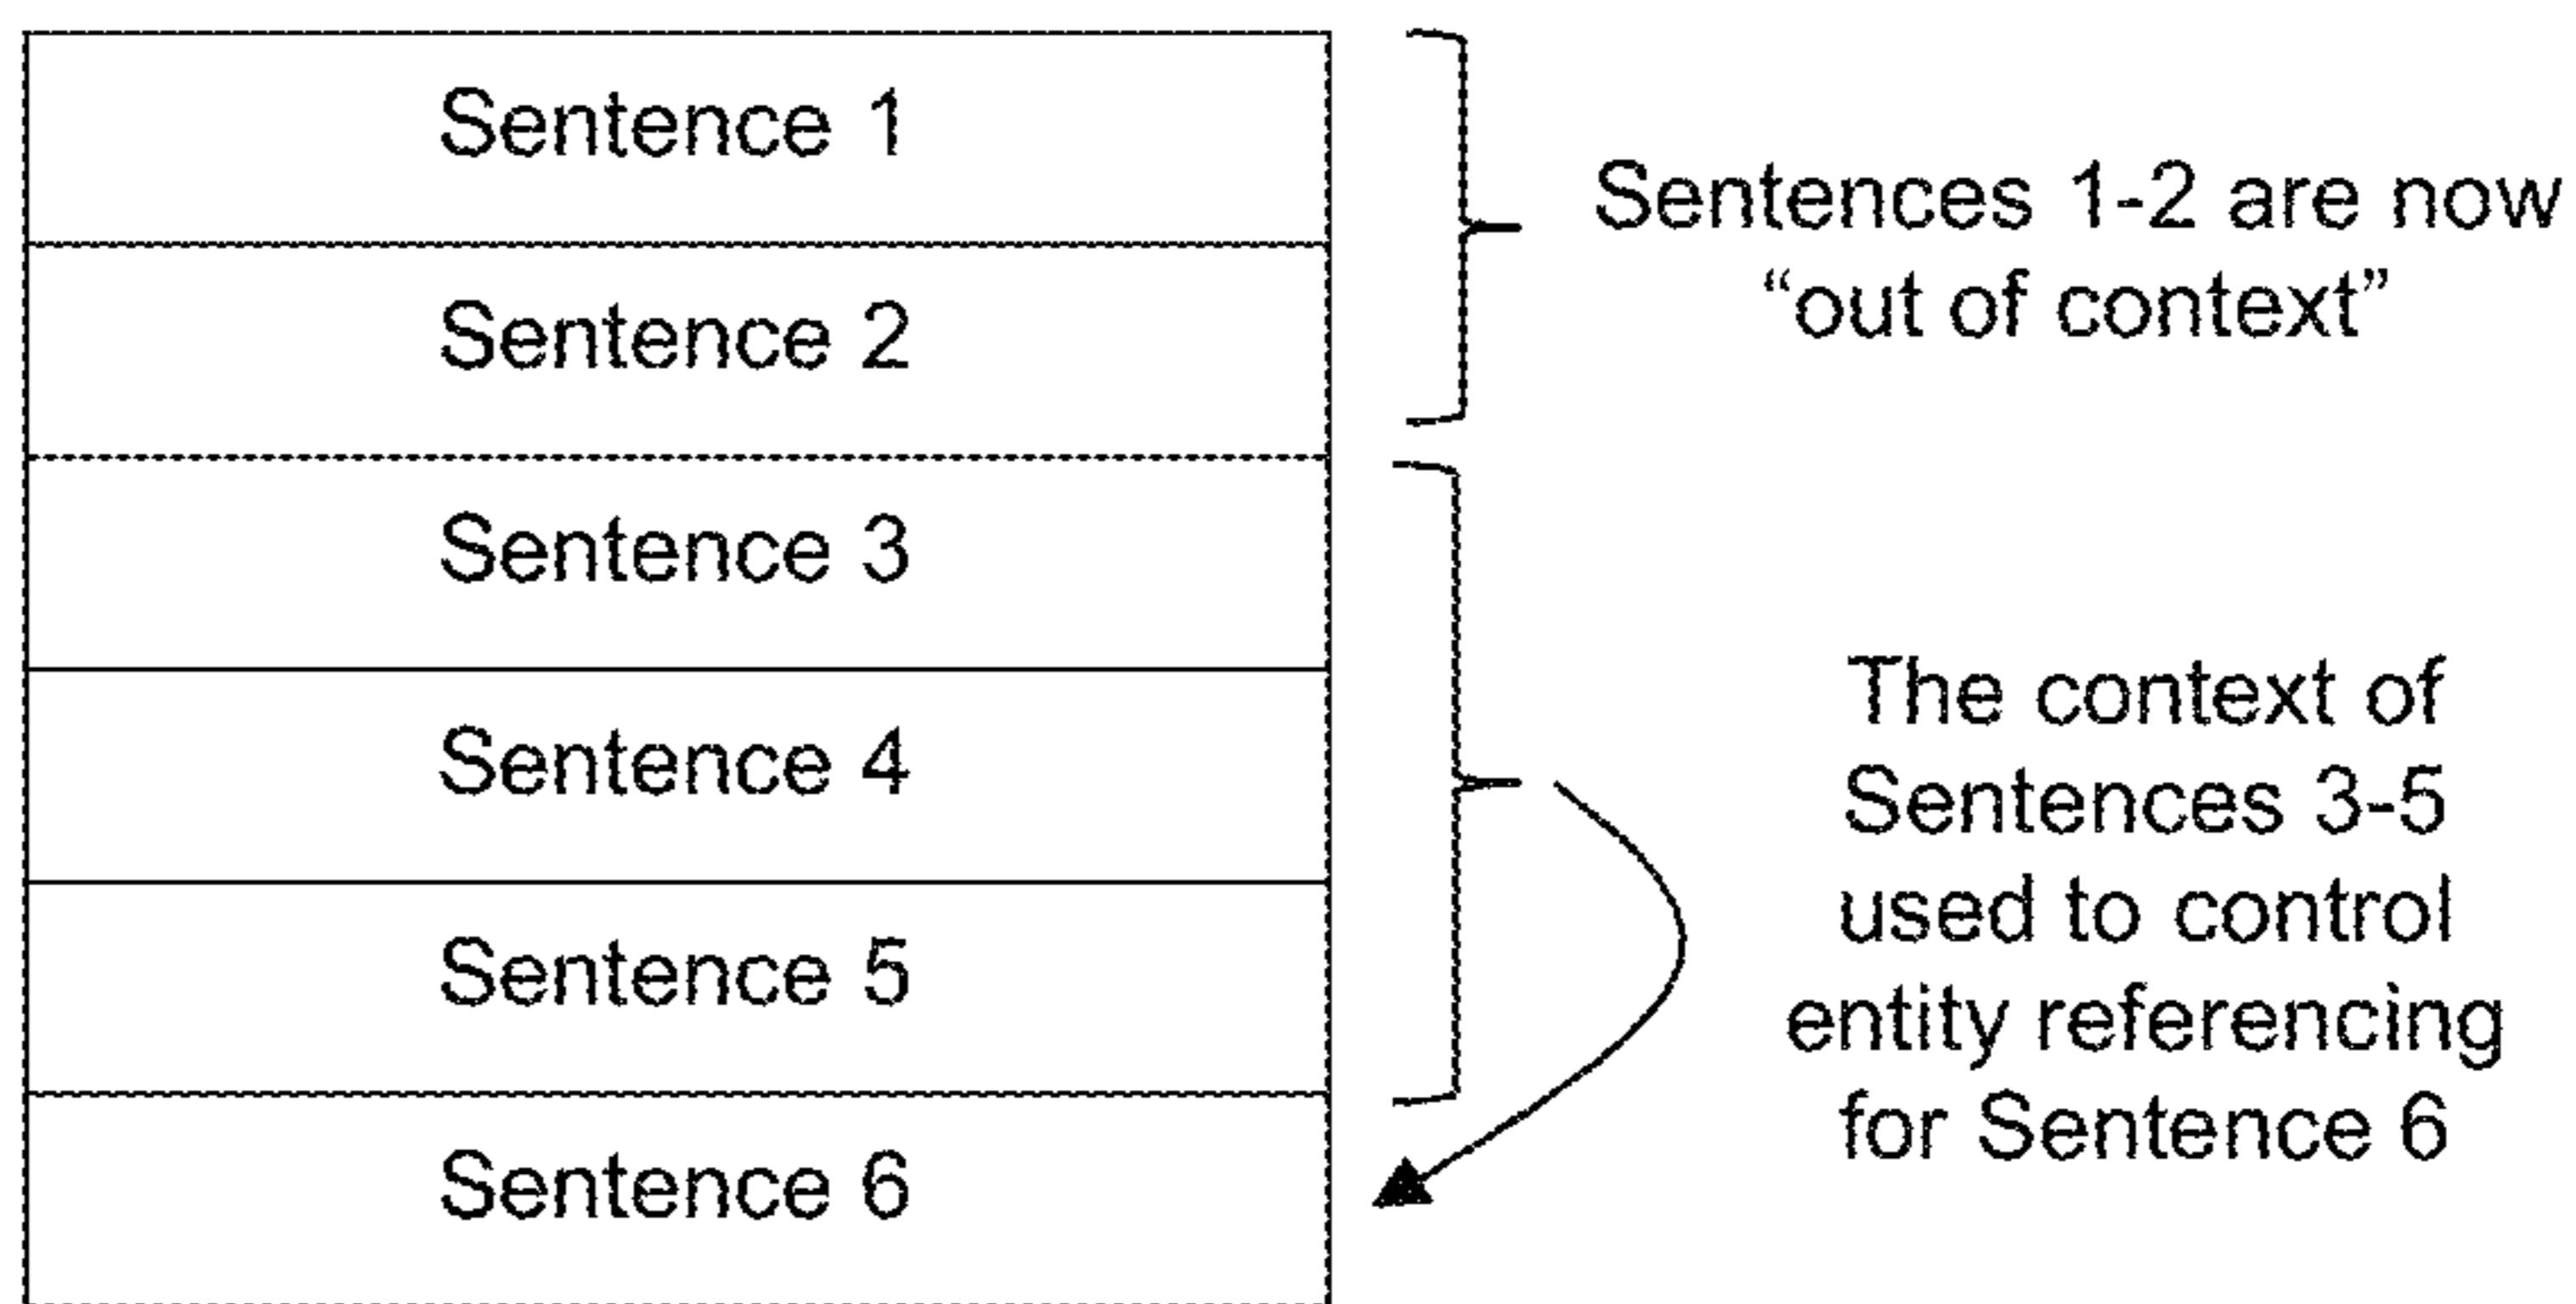 Sentence 1
Sentence 2
Sentence 3
Sentence 4
Sentence 5
Sentence 6
Sentences 1-2 are now
“out of context”
The context of
Sentences 3-5
used to control
entity referencing
for Sentence 6